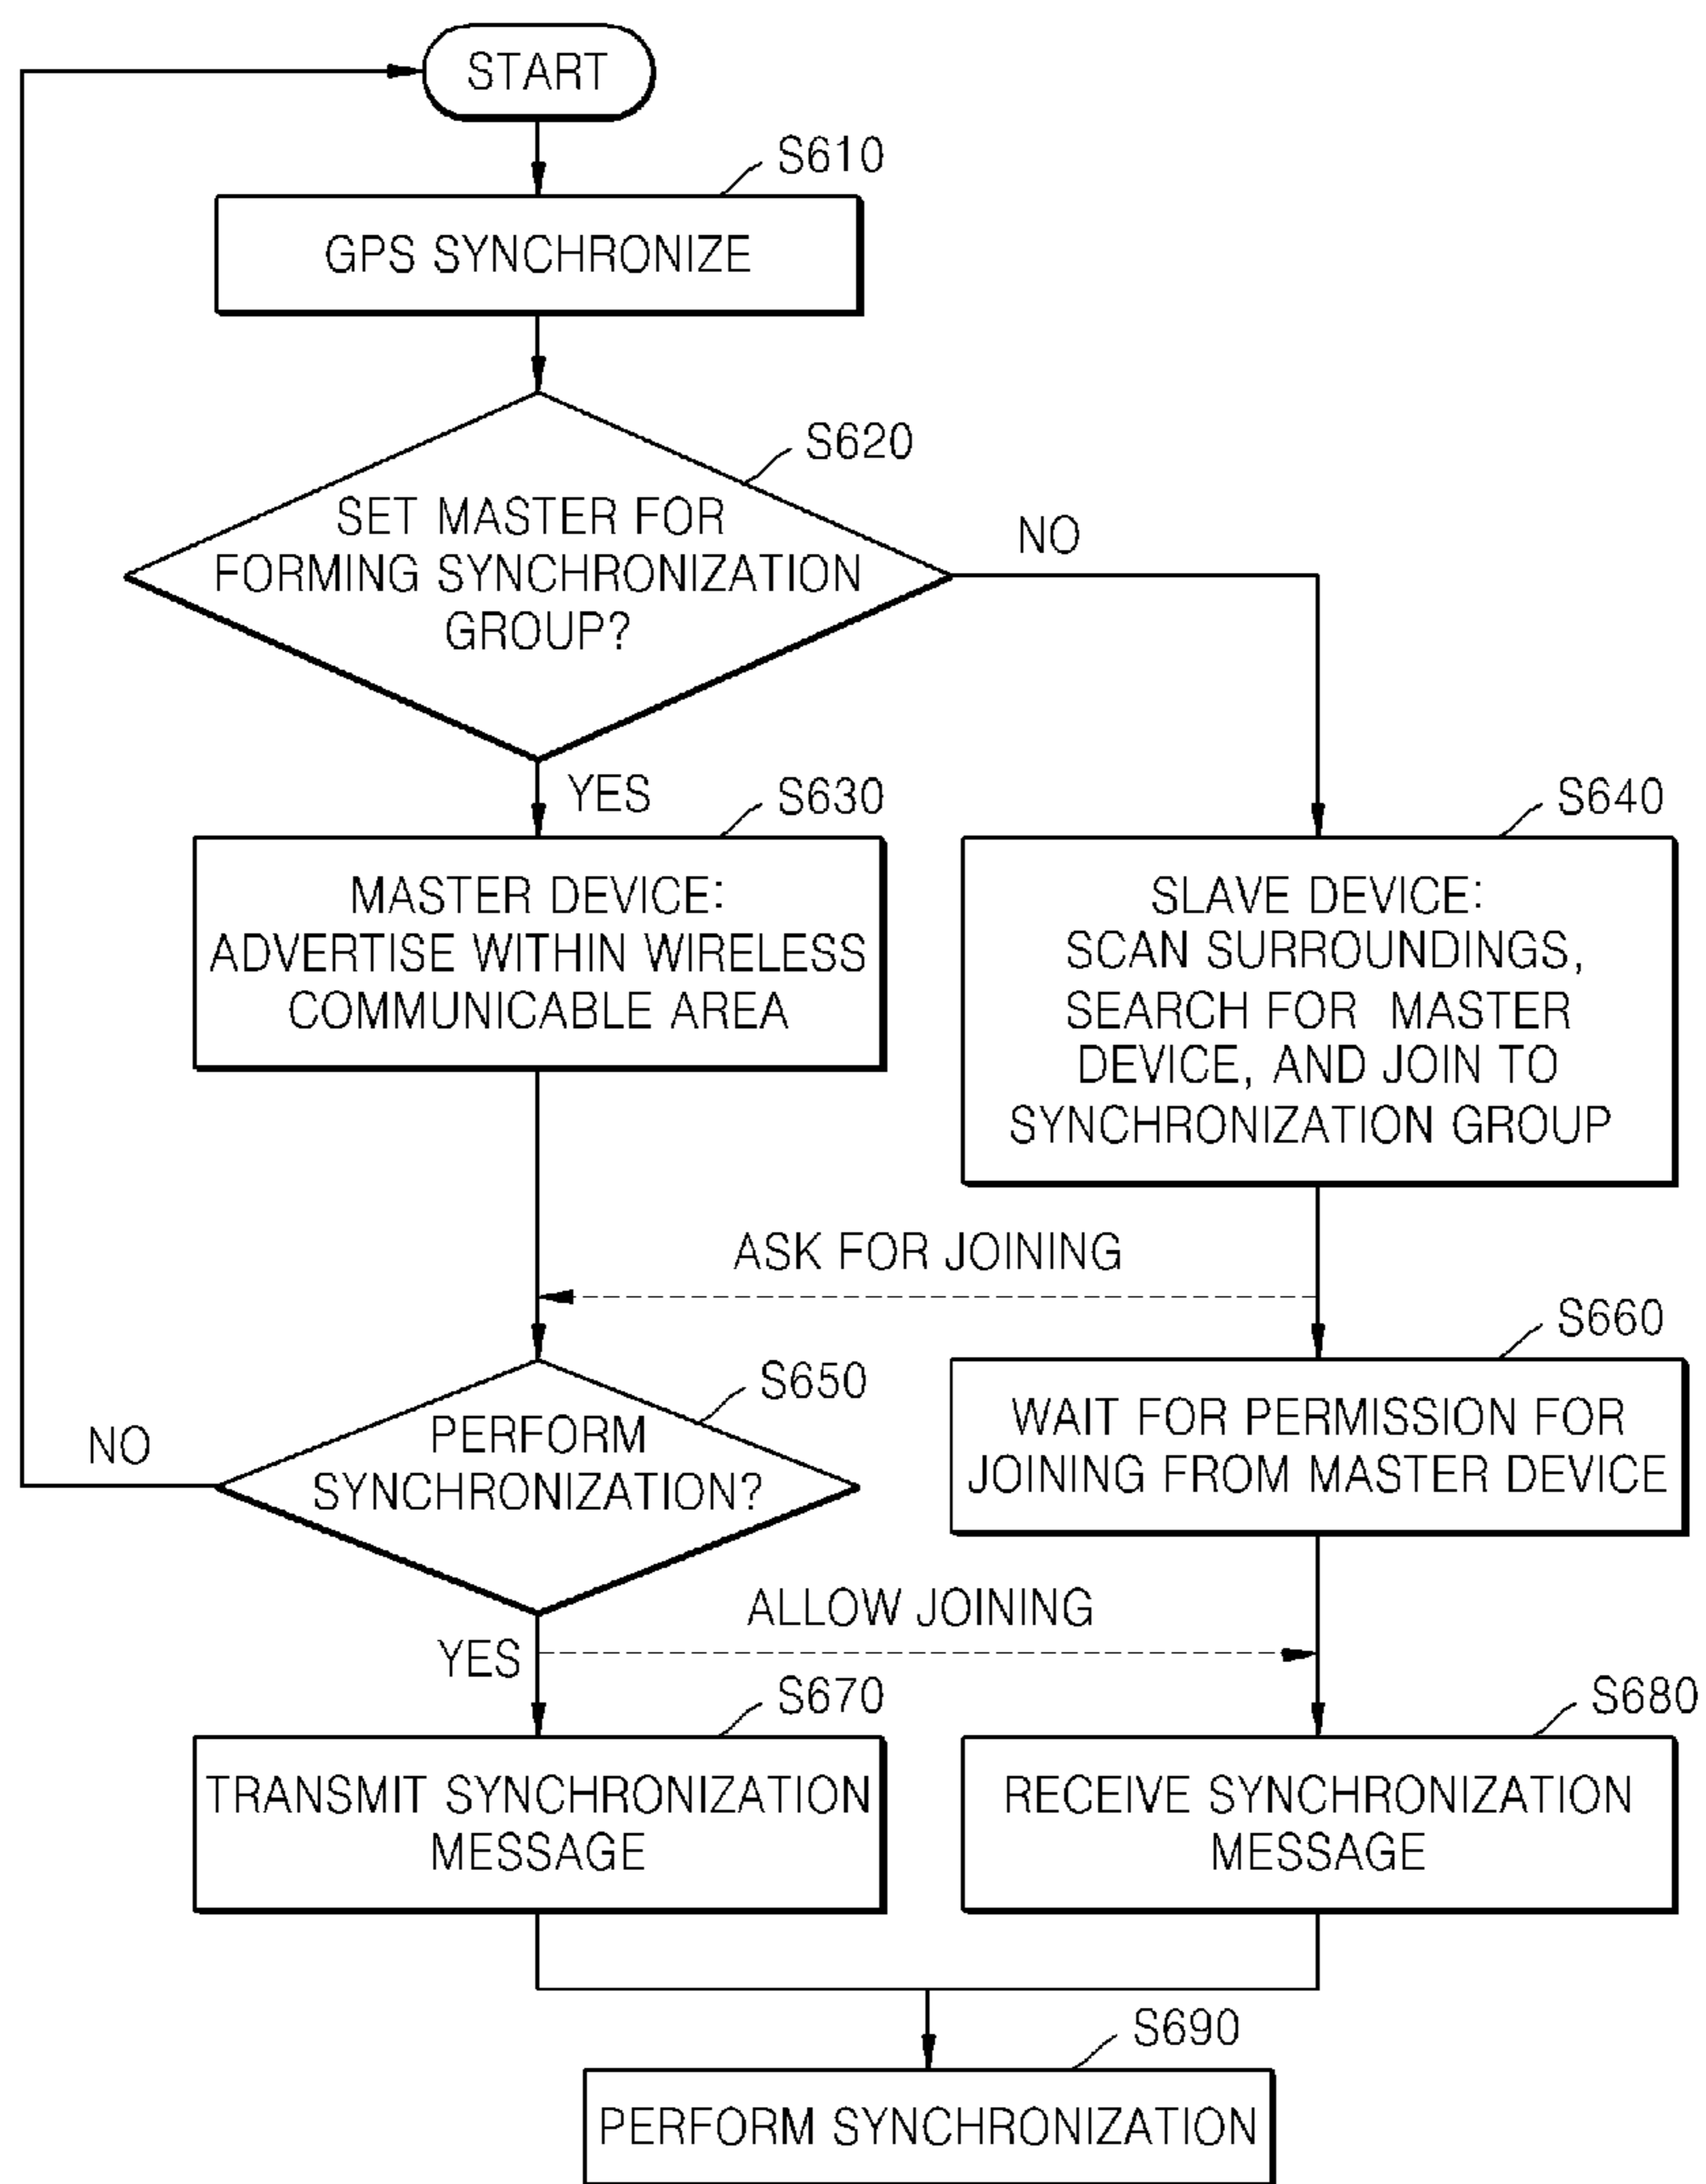 START
S610
GPS SYNCHRONIZE
S620
SET MASTER FOR
FORMING SYNCHRONIZATION
GROUP?
NO
YES
S630
MASTER DEVICE:
ADVERTISE WITHIN WIRELESS
COMMUNICABLE AREA
S640
SLAVE DEVICE:
SCAN SURROUNDINGS,
SEARCH FOR MASTER
DEVICE, AND JOIN TO
SYNCHRONIZATION GROUP
ASK FOR JOINING
S650
PERFORM
SYNCHRONIZATION?
NO
S660
WAIT FOR PERMISSION FOR
JOINING FROM MASTER DEVICE
ALLOW JOINING
YES
S670
TRANSMIT SYNCHRONIZATION
MESSAGE
S680
RECEIVE SYNCHRONIZATION
MESSAGE
S690
PERFORM SYNCHRONIZATION